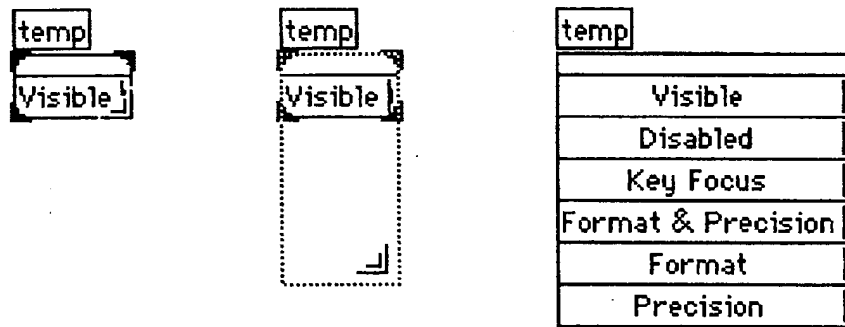 temp
Visible
temp
Visible
temp
Visible
Disabled
Key Focus
Format & Precision
Format
Precision